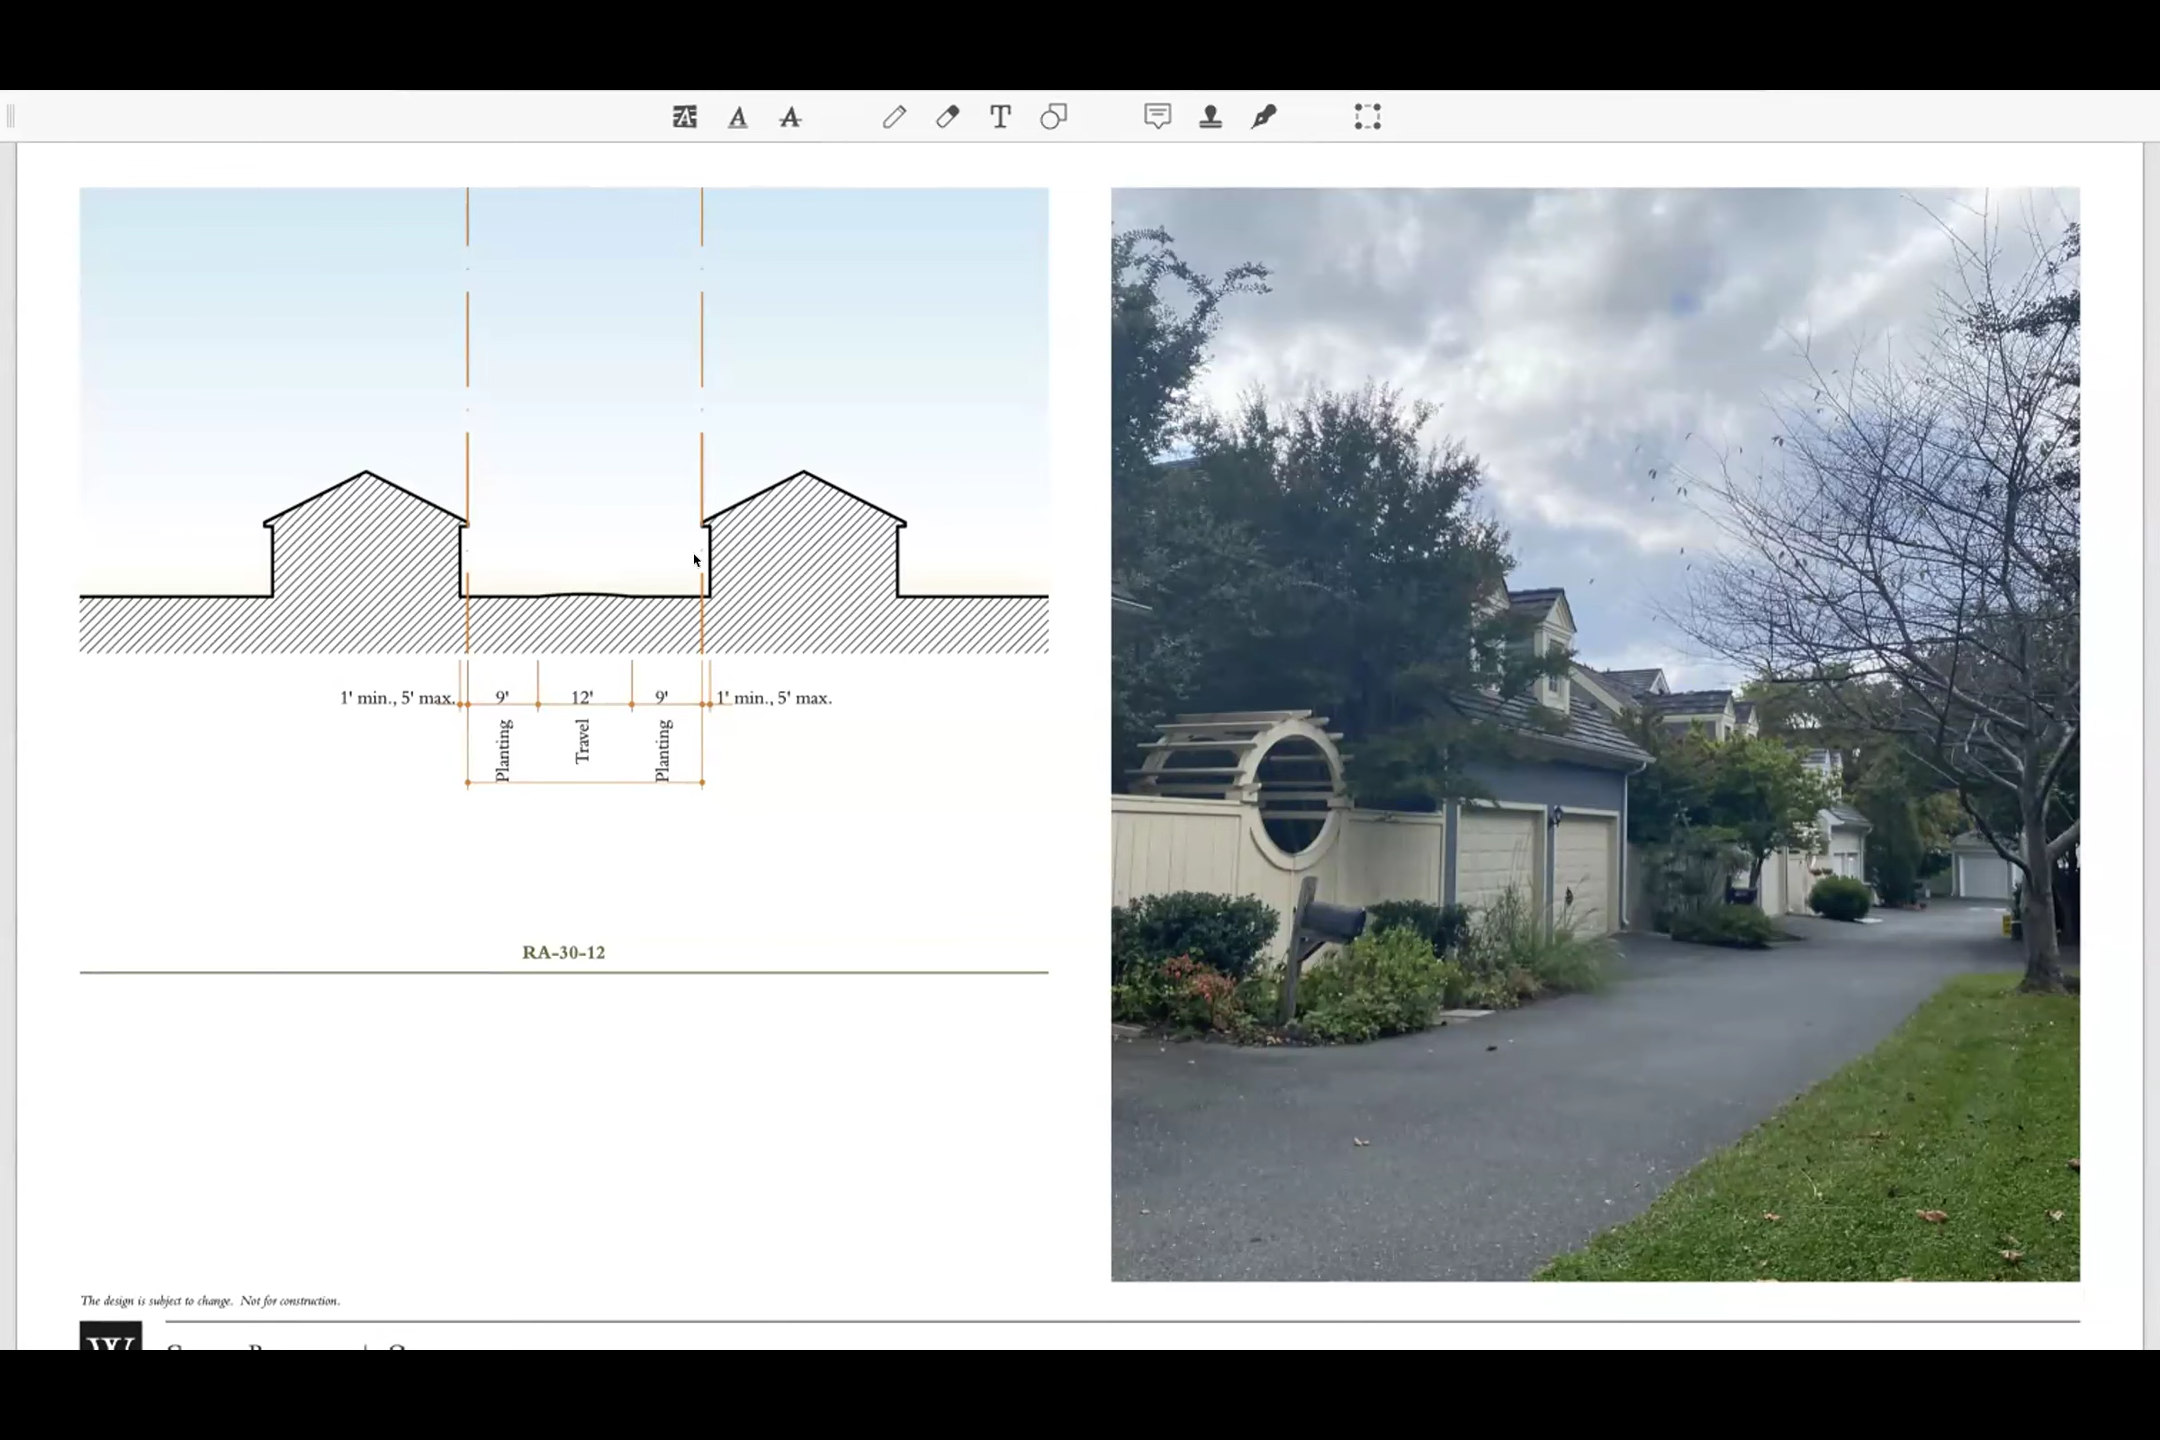 1' min., 5' max.
9'
12'
9'
1' min., 5' max.
Planting
Travel
Planting
RA-30-12
The design is subject to change. Not for construction.
W